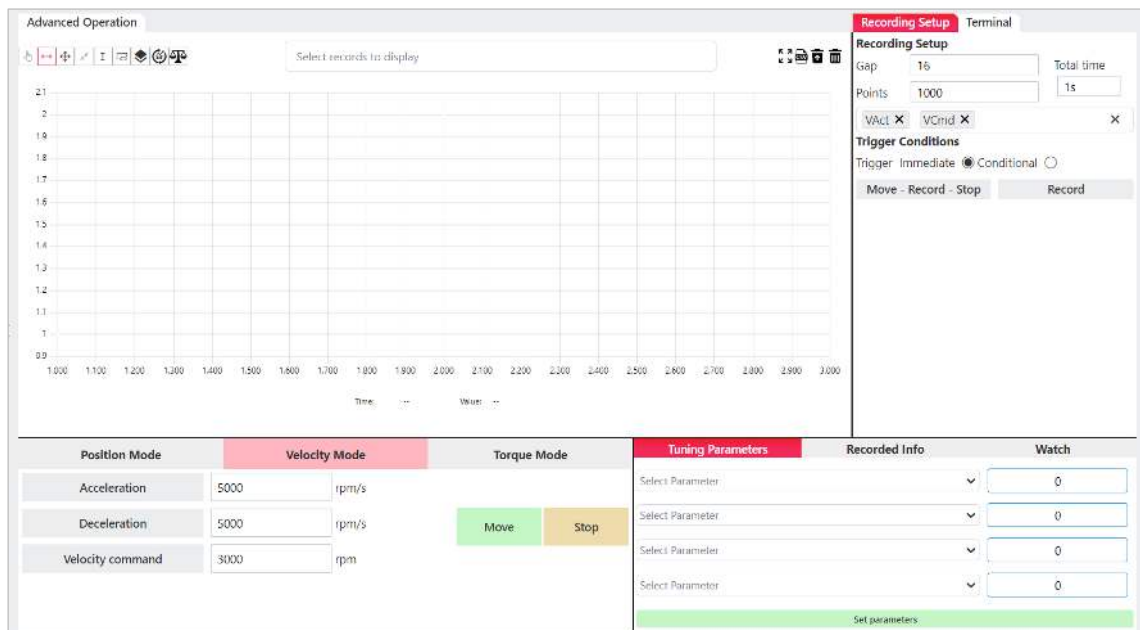 Advanced Operation
Select records to display
2.1
2
1.9
1.8
1.7
1.6
1.5
1.4
1.3
1.2
1.1
1
0.9
1.000 1.100 1.200 1.300 1.400 1.500 1.600 1.700 1.800 1.900 2.000 2.100 2.200 2.300 2.400 2.500 2.600 2.700 2.800 2.900 3.000
Time: -- Value: --
Recording Setup Terminal
Recording Setup
Gap 16 Total time
Points 1000 1s
VAct VCmd
Trigger Conditions
Trigger Immediate Conditional
Move - Record - Stop Record
Position Mode Velocity Mode Torque Mode
Acceleration 5000 rpm/s
Deceleration 5000 rpm/s
Velocity command 3000 rpm
Move Stop
Tuning Parameters Recorded Info Watch
Select Parameter 0
Select Parameter 0
Select Parameter 0
Select Parameter 0
Set parameters